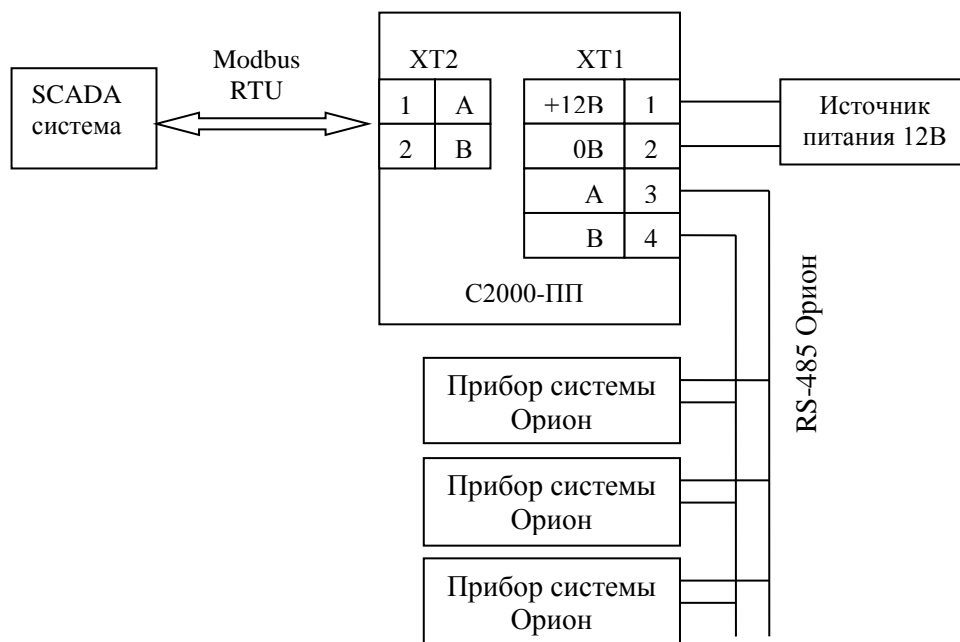 Modbus
RTU
SCADA
система
XT2
1 А
2 В
XT1
+12В 1
0В 2
А 3
В 4
С2000-ПП
Источник
питания 12В
RS-485 Орион
Прибор системы
Орион
Прибор системы
Орион
Прибор системы
Орион